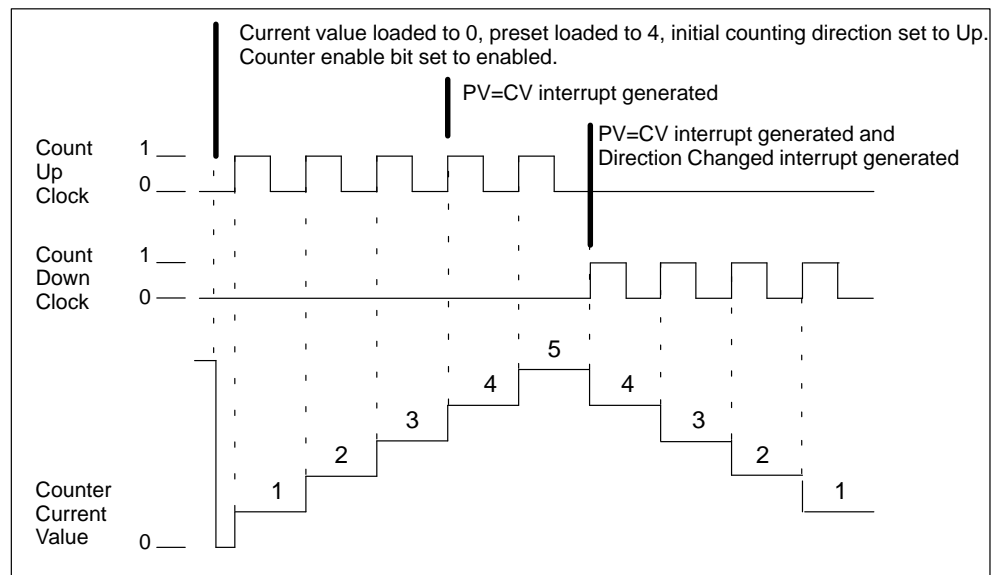 Current value loaded to 0, preset loaded to 4, initial counting direction set to Up.
Counter enable bit set to enabled.
PV=CV interrupt generated
PV=CV interrupt generated and
Direction Changed interrupt generated
Count
Up
Clock
1
0
Count
Down
Clock
1
0
5
4
4
3
3
2
2
1
1
Counter
Current
Value
0